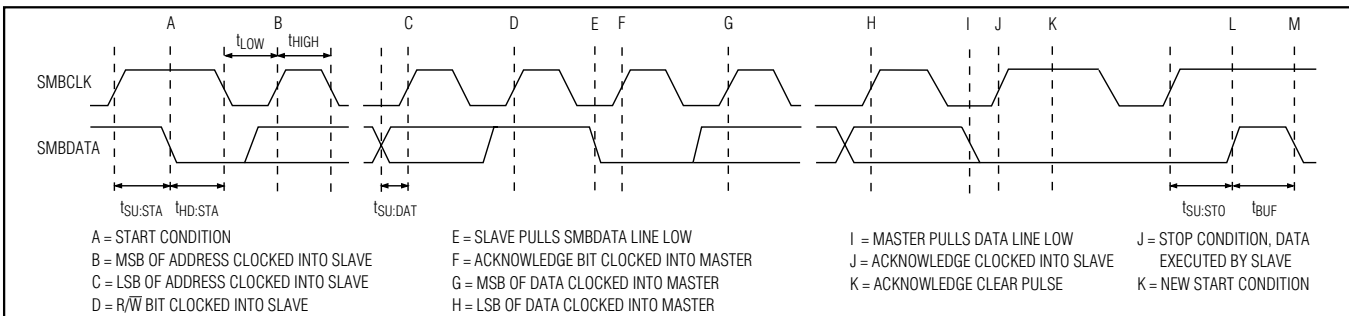 A B C D E F G H I J K L M
tLOW tHIGH
SMBCLK
SMBDATA
tSU:STA tHD:STA tSU:DAT tSU:STO tBUF
A = START CONDITION
B = MSB OF ADDRESS CLOCKED INTO SLAVE
C = LSB OF ADDRESS CLOCKED INTO SLAVE
D = R/W̅ BIT CLOCKED INTO SLAVE
E = SLAVE PULLS SMBDATA LINE LOW
F = ACKNOWLEDGE BIT CLOCKED INTO MASTER
G = MSB OF DATA CLOCKED INTO MASTER
H = LSB OF DATA CLOCKED INTO MASTER
I = MASTER PULLS DATA LINE LOW
J = ACKNOWLEDGE CLOCKED INTO SLAVE
K = ACKNOWLEDGE CLEAR PULSE
J = STOP CONDITION, DATA
EXECUTED BY SLAVE
K = NEW START CONDITION